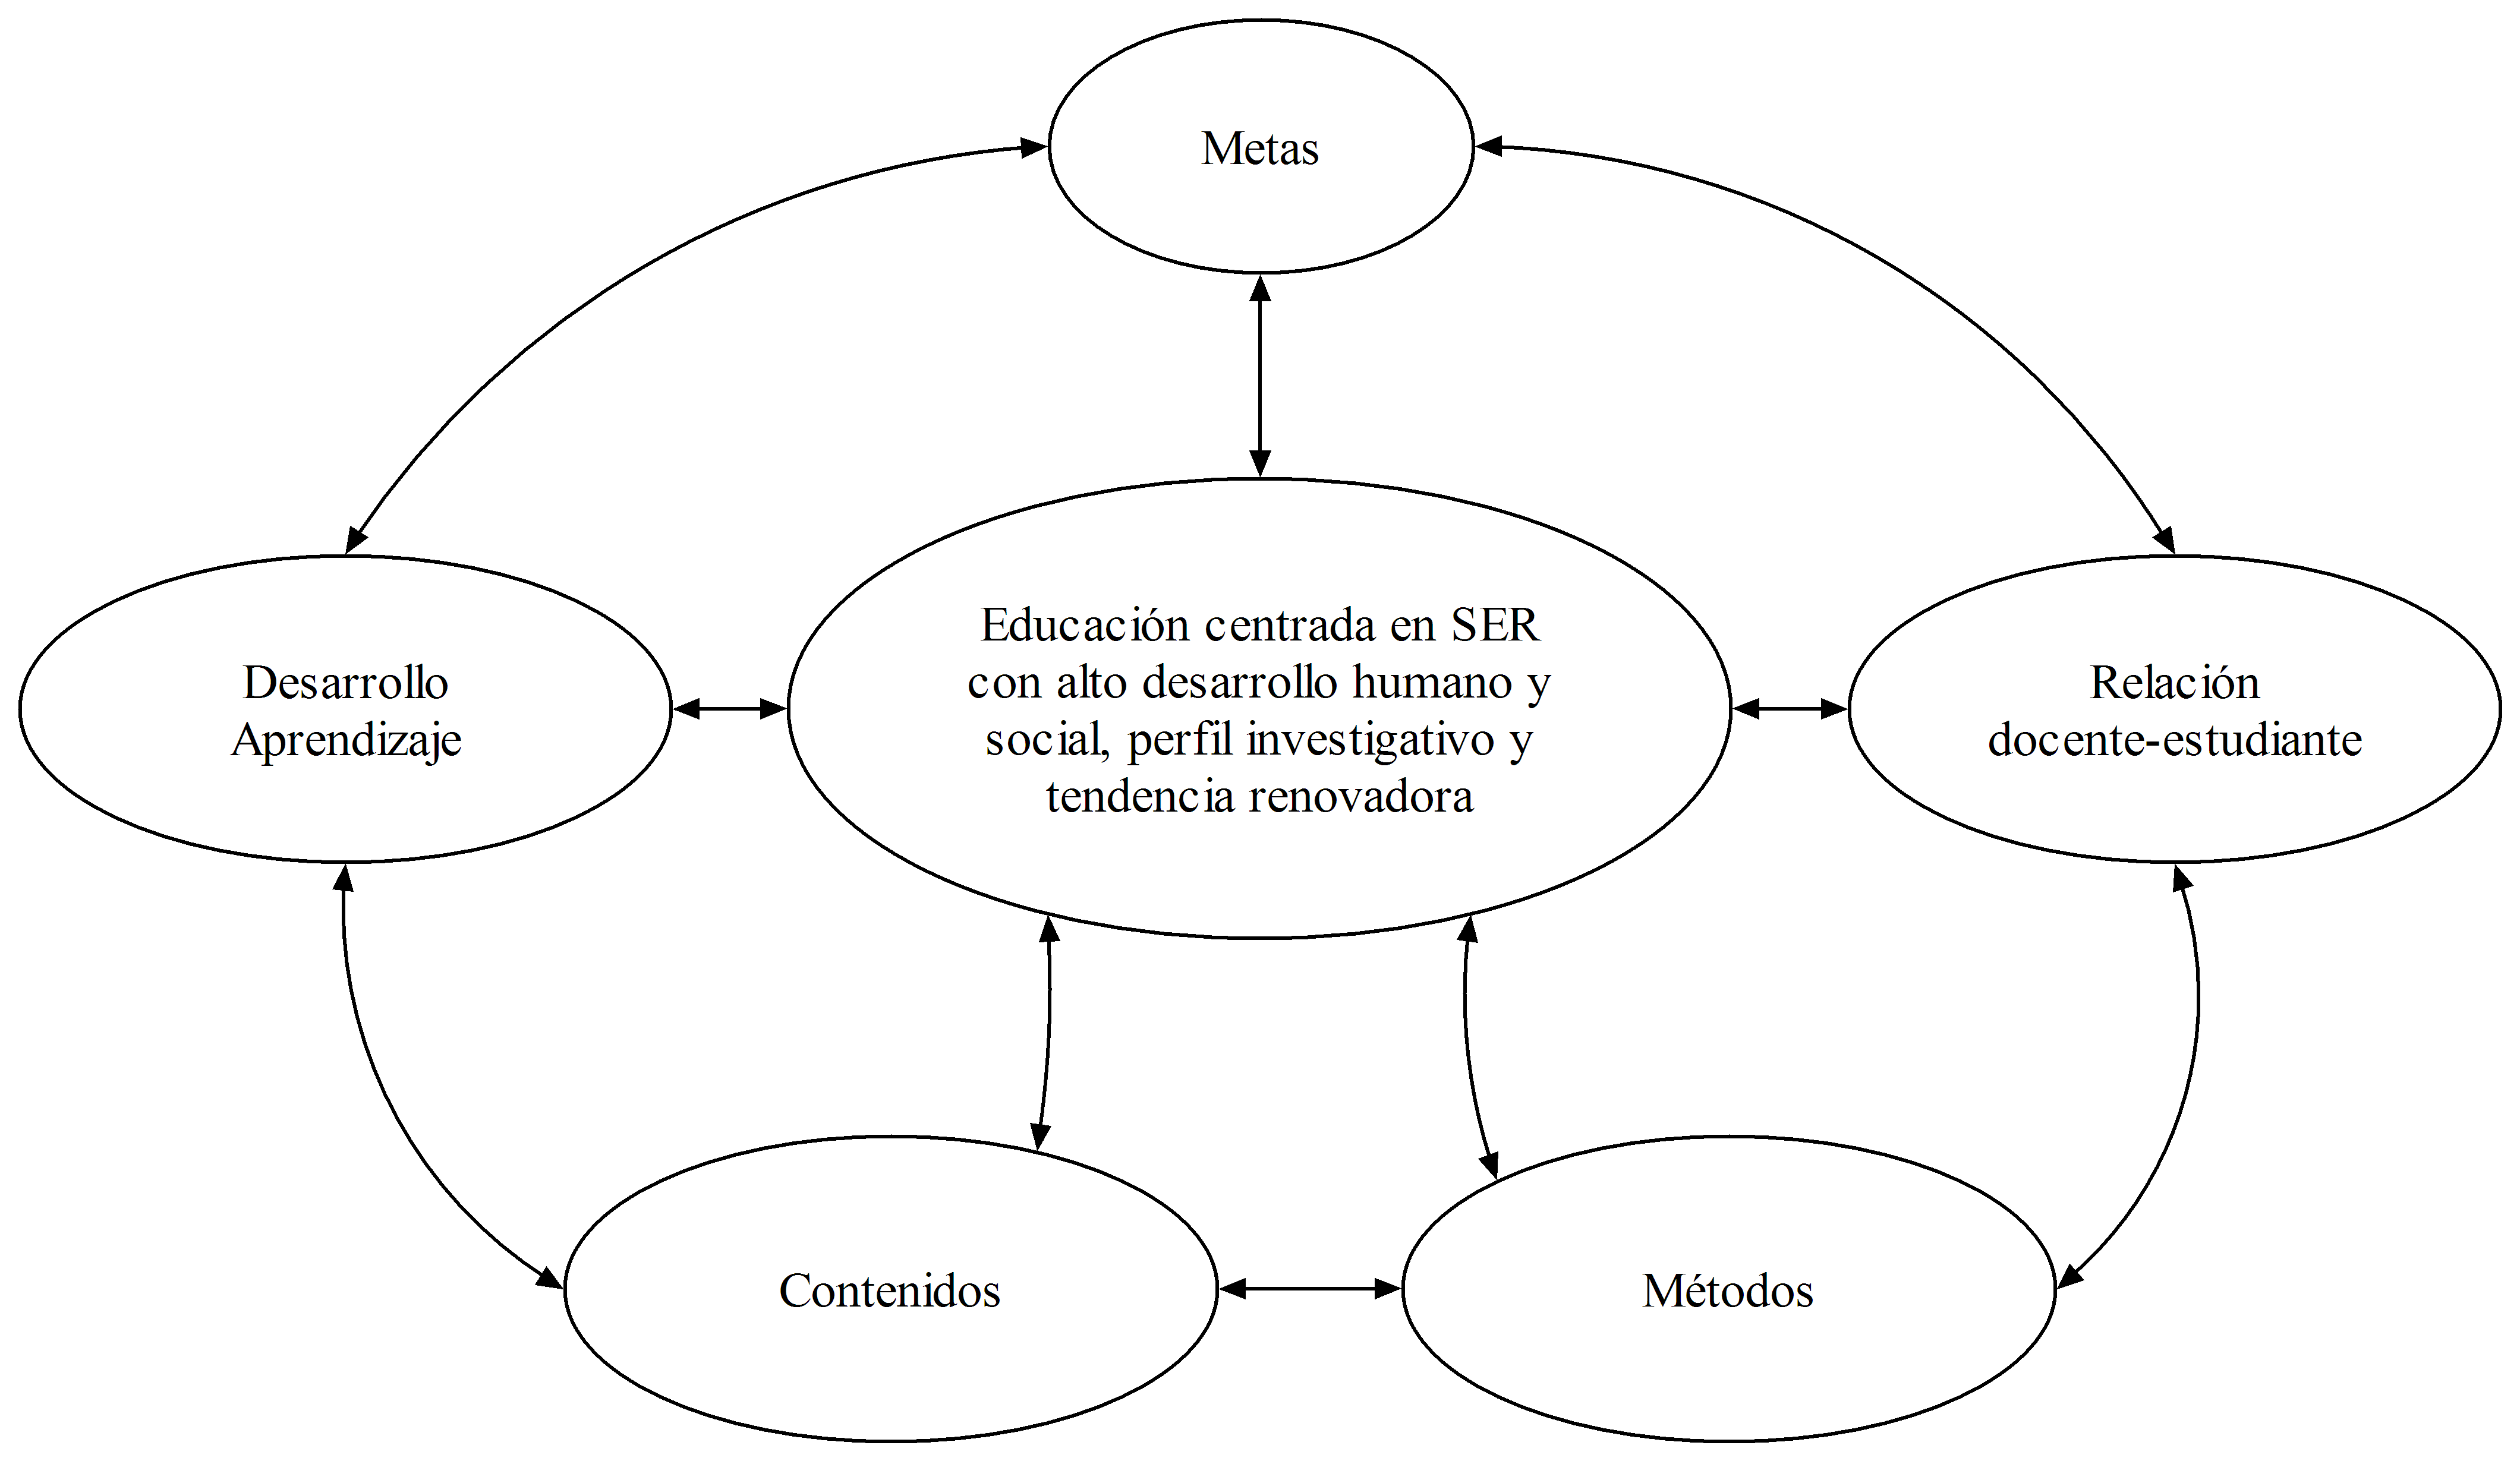 Metas
Educación centrada en SER
con alto desarrollo humano y
social, perfil investigativo y
tendencia renovadora
Desarrollo
Aprendizaje
Relación
docente-estudiante
Contenidos
Métodos